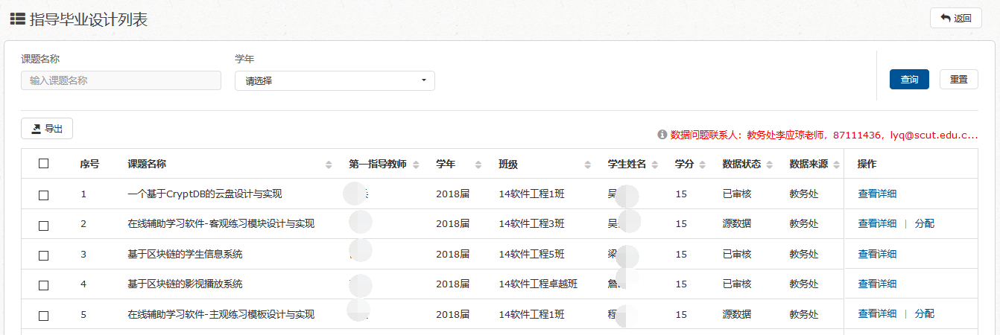 指导毕业设计列表
返回
课题名称 学年
输入课题名称 请选择 查询 重置
导出
数据问题联系人：教务处李应琼老师，87111436，lyq@scut.edu.c...
序号 课题名称 第一指导教师 学年 班级 学生姓名 学分 数据状态 数据来源 操作
1 一个基于CryptDB的云盘设计与实现 2018届 14软件工程1班 吴 15 已审核 教务处 查看详细
2 在线辅助学习软件-客观练习模块设计与实现 2018届 14软件工程3班 吴 15 源数据 教务处 查看详细 | 分配
3 基于区块链的学生信息系统 2018届 14软件工程5班 梁 15 已审核 教务处 查看详细
4 基于区块链的影视播放系统 2018届 14软件工程卓越班 詹 15 已审核 教务处 查看详细
5 在线辅助学习软件-主观练习模板设计与实现 2018届 14软件工程1班 程 15 源数据 教务处 查看详细 | 分配